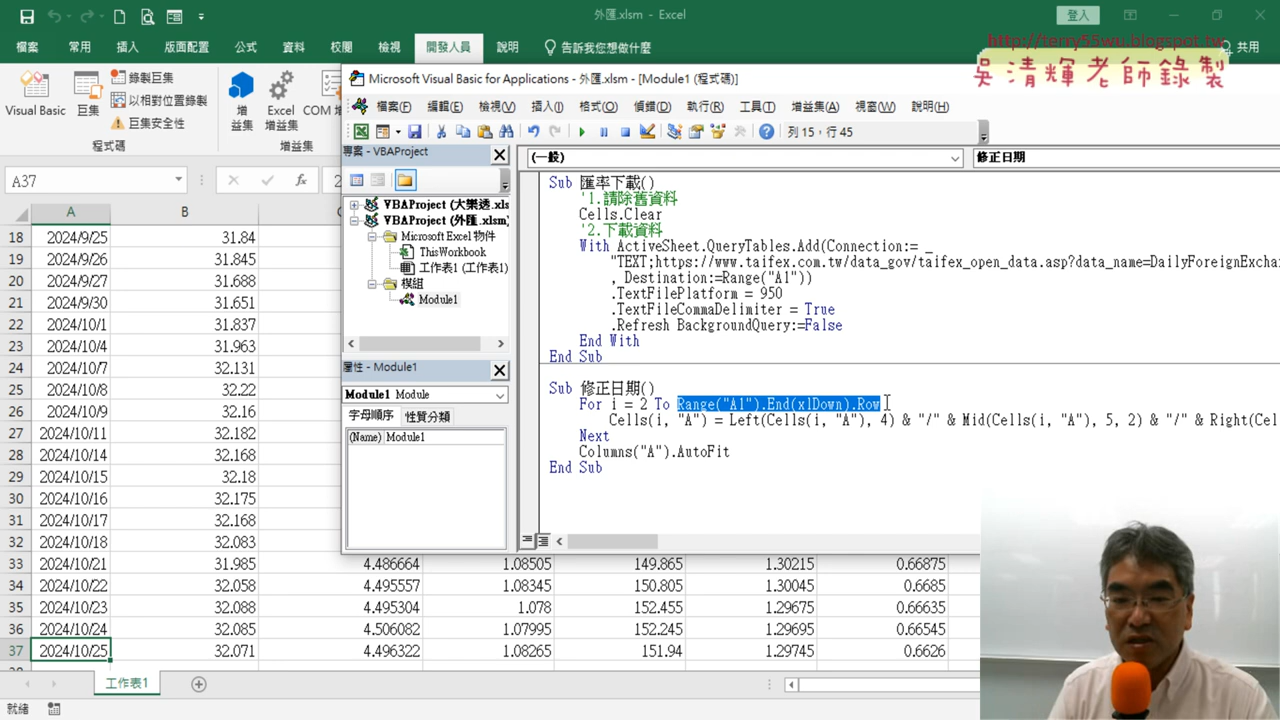 外匯.xlsm - Excel
登入
檔案 常用 插入 版面配置 公式 資料 校閱 檢視 開發人員 說明 告訴我您想做什麼 共用
http://terry55wu.blogspot.tw
吳清輝老師錄製
Visual Basic
巨集
錄製巨集
以相對位置錄製
巨集安全性
程式碼
增益集
Excel 增益集
COM
增益集
A37
Microsoft Visual Basic for Applications - 外匯.xlsm - [Module1 (程式碼)]
檔案(F) 編輯(E) 檢視(V) 插入(I) 格式(O) 偵錯(D) 執行(R) 工具(T) 增益集(A) 視窗(W) 說明(H)
列 15，行 45
專案 - VBAProject
VBAProject (大樂透.xls
VBAProject (外匯.xlsm)
Microsoft Excel 物件
ThisWorkbook
工作表1 (工作表1)
模組
Module1
屬性 - Module1
Module1 Module
字母順序 性質分類
(Name) Module1
(一般)
修正日期
Sub 匯率下載()
'1.請除舊資料
Cells.Clear
'2.下載資料
With ActiveSheet.QueryTables.Add(Connection:= _
"TEXT;https://www.taifex.com.tw/data_gov/taifex_open_data.asp?data_name=DailyForeignExcha
, Destination:=Range("A1"))
.TextFilePlatform = 950
.TextFileCommaDelimiter = True
.Refresh BackgroundQuery:=False
End With
End Sub
Sub 修正日期()
For i = 2 To Range("A1").End(xlDown).Row
Cells(i, "A") = Left(Cells(i, "A"), 4) & "/" & Mid(Cells(i, "A"), 5, 2) & "/" & Right(Cel
Next
Columns("A").AutoFit
End Sub
A B
18 2024/9/25 31.84
19 2024/9/26 31.845
20 2024/9/27 31.688
21 2024/9/30 31.651
22 2024/10/1 31.837
23 2024/10/4 31.963
24 2024/10/7 32.131
25 2024/10/8 32.22
26 2024/10/9 32.16
27 2024/10/11 32.182
28 2024/10/14 32.168
29 2024/10/15 32.18
30 2024/10/16 32.175
31 2024/10/17 32.168
32 2024/10/18 32.083
33 2024/10/21 31.985 4.486664 1.08505 149.865 1.30215 0.66875
34 2024/10/22 32.058 4.495557 1.08345 150.805 1.30045 0.6685
35 2024/10/23 32.088 4.495304 1.078 152.455 1.29675 0.66635
36 2024/10/24 32.085 4.506082 1.07995 152.245 1.29695 0.66545
37 2024/10/25 32.071 4.496322 1.08265 151.94 1.29745 0.6626
工作表1
就緒